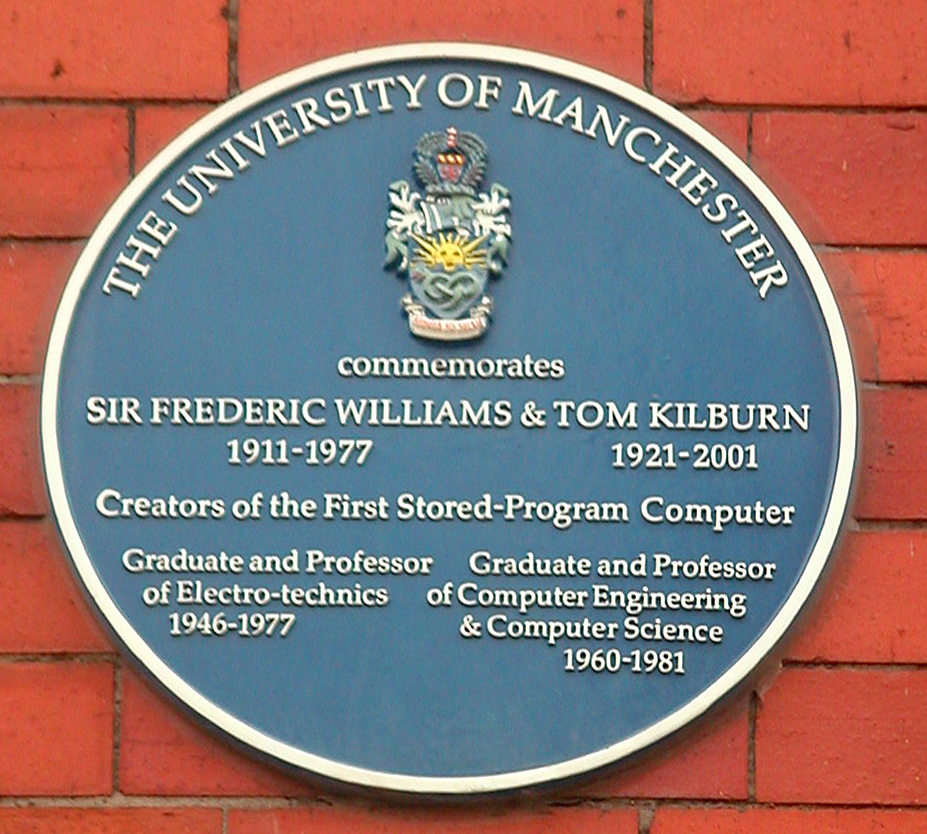 THE UNIVERSITY OF MANCHESTER
commemorates
SIR FREDERIC WILLIAMS & TOM KILBURN
1911-1977 1921-2001
Creators of the First Stored-Program Computer
Graduate and Professor
of Electro-technics
1946-1977
Graduate and Professor
of Computer Engineering
& Computer Science
1960-1981